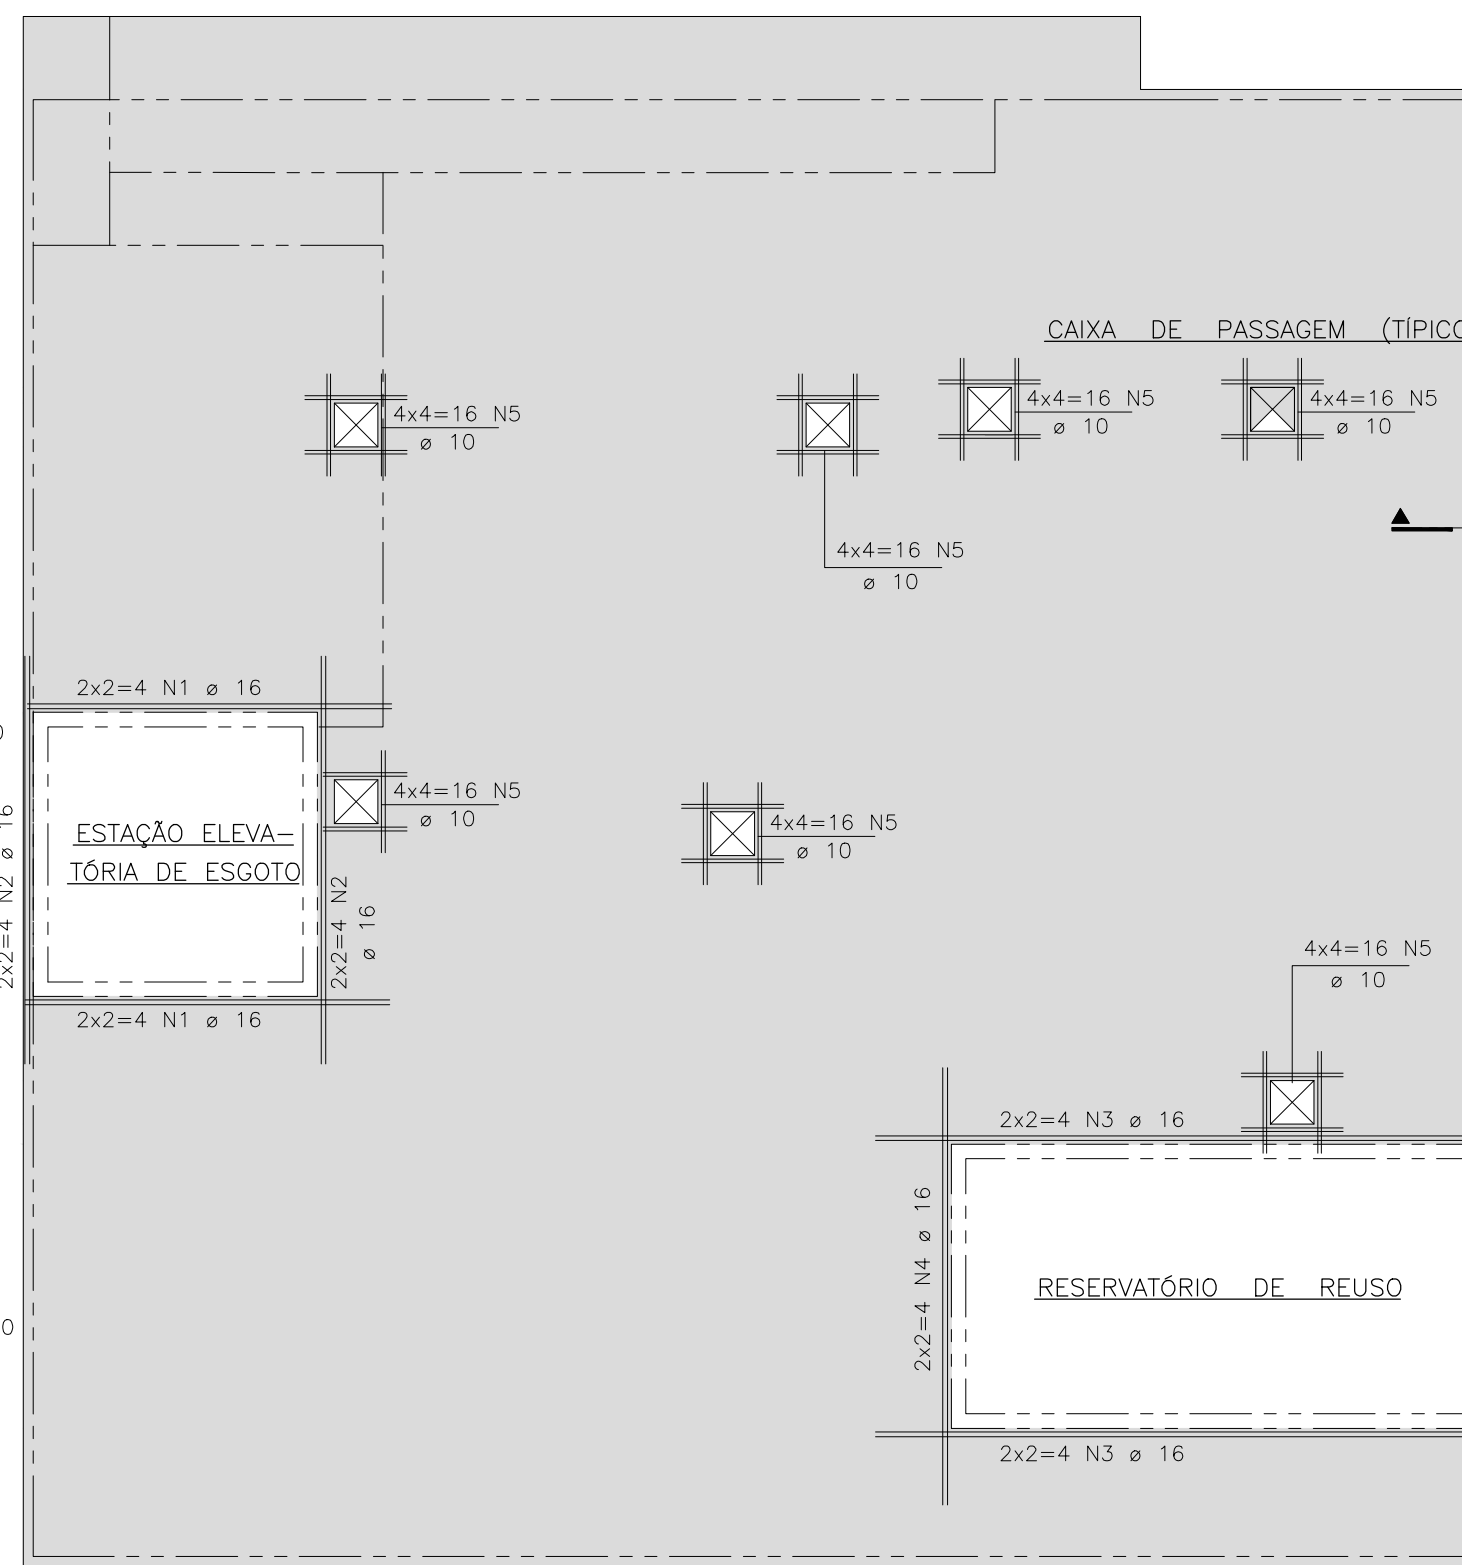 CAIXA DE PASSAGEM (TÍPICO
4x4=16 N5
ø 10
4x4=16 N5
ø 10
4x4=16 N5
ø 10
4x4=16 N5
ø 10
2x2=4 N1 ø 16
0
2x2=4 N2 ø 16
ESTAÇÃO ELEVA-
TÓRIA DE ESGOTO
4x4=16 N5
ø 10
4x4=16 N5
ø 10
2x2=4 N2
ø 16
2x2=4 N1 ø 16
4x4=16 N5
ø 10
2x2=4 N3 ø 16
2x2=4 N4 ø 16
RESERVATÓRIO DE REUSO
0
2x2=4 N3 ø 16